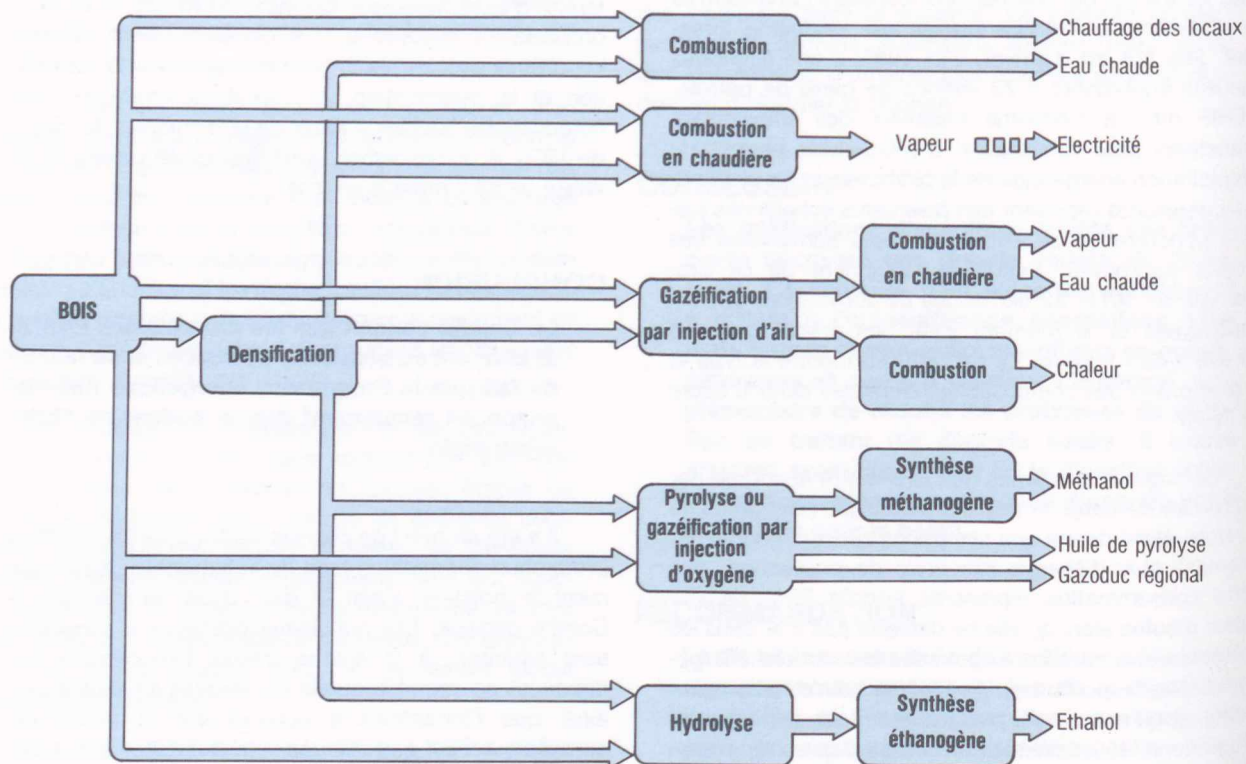 Combustion
Chauffage des locaux
Eau chaude
Combustion
en chaudière
Vapeur
Electricité
BOIS
Densification
Gazéification
par injection d'air
Combustion
en chaudière
Vapeur
Eau chaude
Combustion
Chaleur
Pyrolyse ou
gazéification par
injection
d'oxygène
Synthèse
méthanogène
Méthanol
Huile de pyrolyse
Gazoduc régional
Hydrolyse
Synthèse
éthanogène
Ethanol